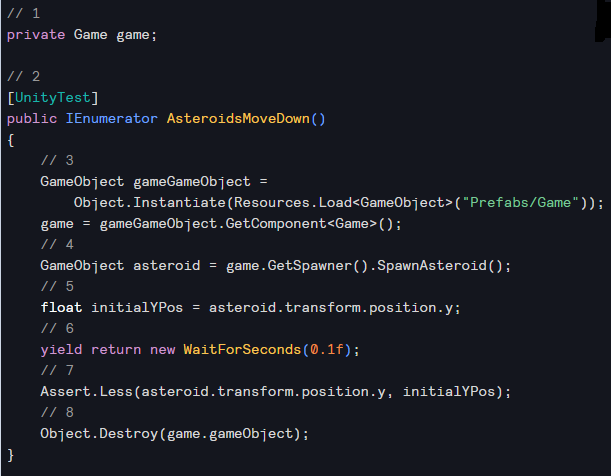 // 1
private Game game;
// 2
[UnityTest]
public IEnumerator AsteroidsMoveDown()
{
    // 3
    GameObject gameGameObject =
        Object.Instantiate(Resources.Load<GameObject>("Prefabs/Game"));
    game = gameGameObject.GetComponent<Game>();
    // 4
    GameObject asteroid = game.GetSpawner().SpawnAsteroid();
    // 5
    float initialYPos = asteroid.transform.position.y;
    // 6
    yield return new WaitForSeconds(0.1f);
    // 7
    Assert.Less(asteroid.transform.position.y, initialYPos);
    // 8
    Object.Destroy(game.gameObject);
}